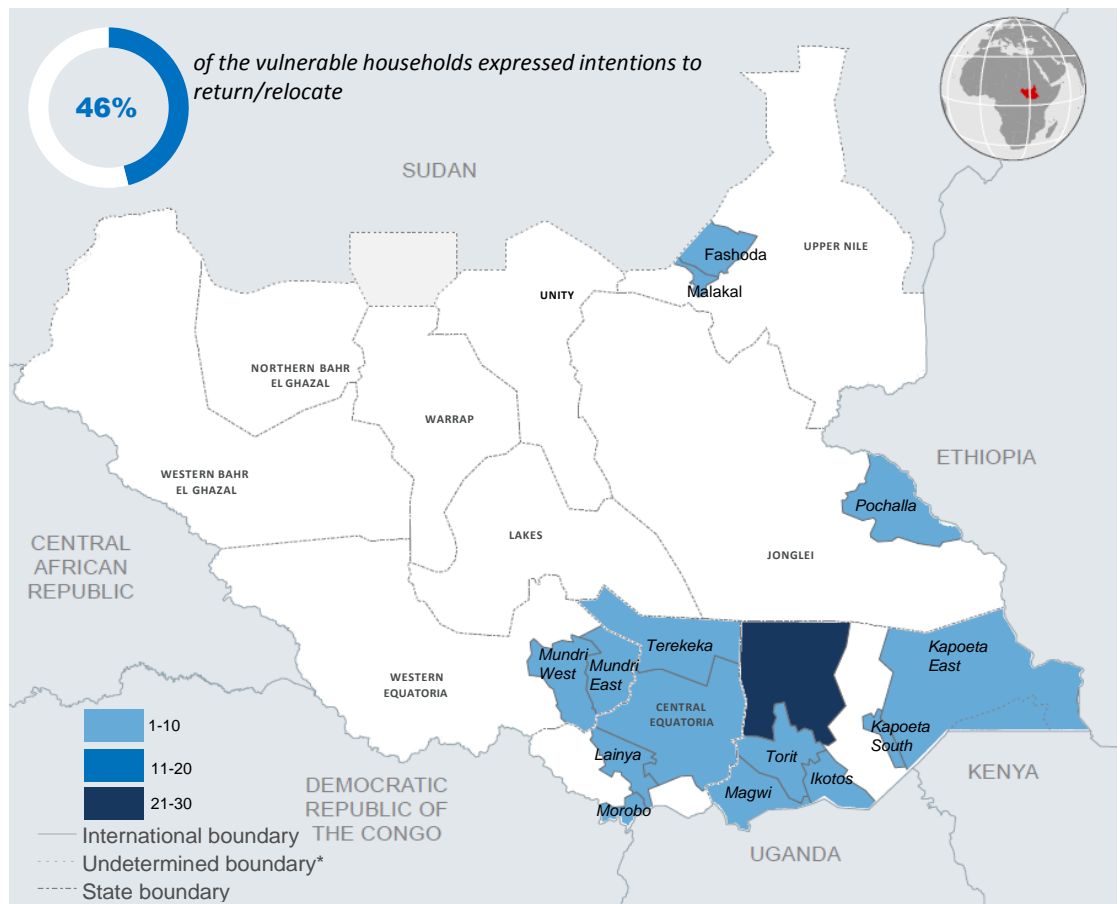 46%
of the vulnerable households expressed intentions to
return/relocate
SUDAN
Fashoda
UPPER NILE
Malakal
UNITY
NORTHERN BAHR
EL GHAZAL
WARRAP
ETHIOPIA
WESTERN BAHR
EL GHAZAL
Pochalla
LAKES
CENTRAL
AFRICAN
REPUBLIC
JONGLEI
Terekeka
Kapoeta
East
Mundri
West
Mundri
East
WESTERN
EQUATORIA
CENTRAL
EQUATORIA
Kapoeta
South
Lainya
Torit
Ikotos
Magwi
Morobo
KENYA
DEMOCRATIC
REPUBLIC OF
THE CONGO
UGANDA
1-10
11-20
21-30
International boundary
Undetermined boundary*
State boundary